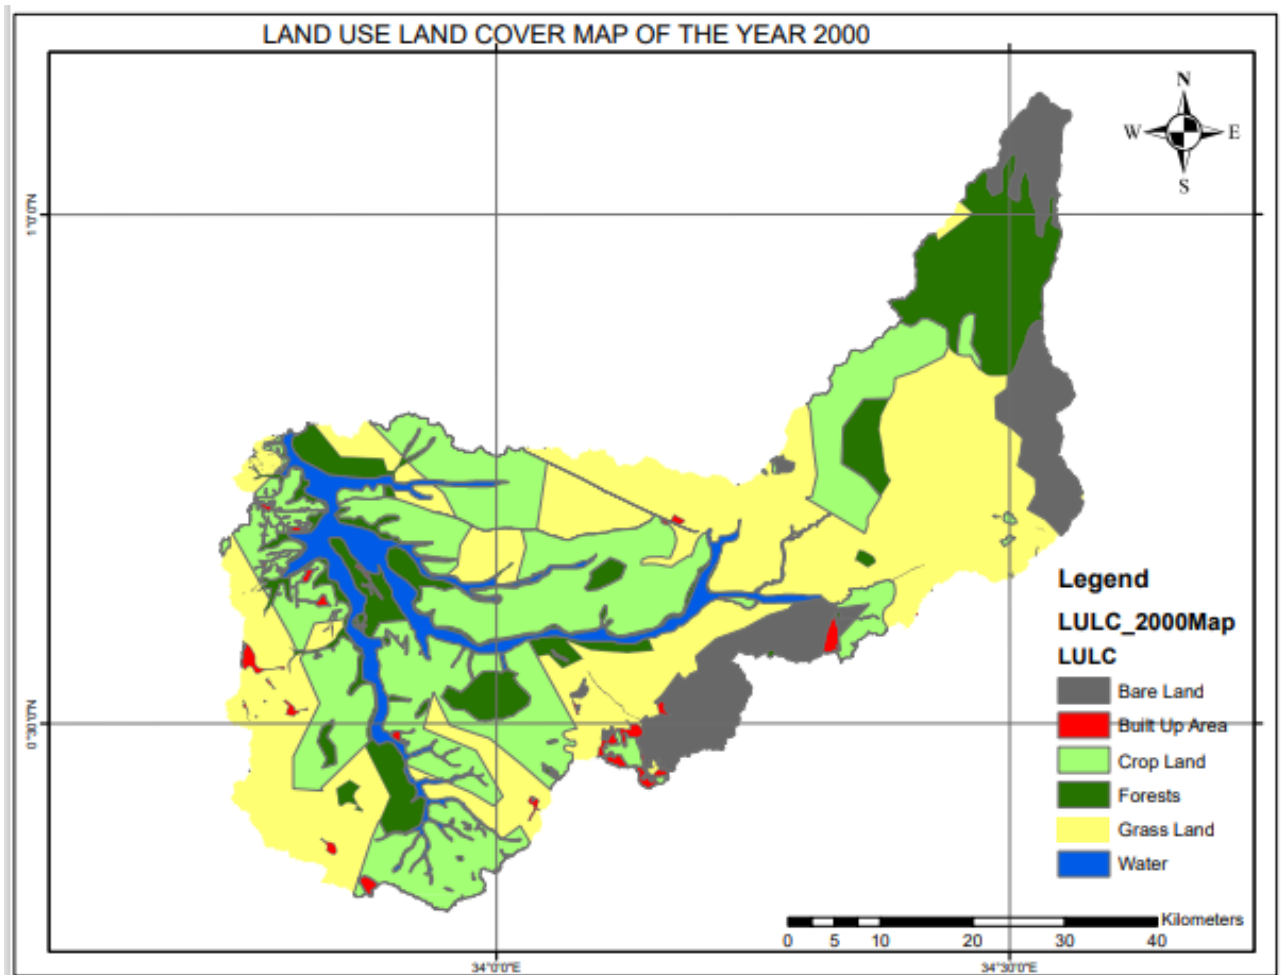 LAND USE LAND COVER MAP OF THE YEAR 2000
N
W E
S
1°0'0"N
0°30'0"N
Legend
LULC_2000Map
LULC
Bare Land
Built Up Area
Crop Land
Forests
Grass Land
Water
Kilometers
0 5 10 20 30 40
34°0'0"E 34°30'0"E